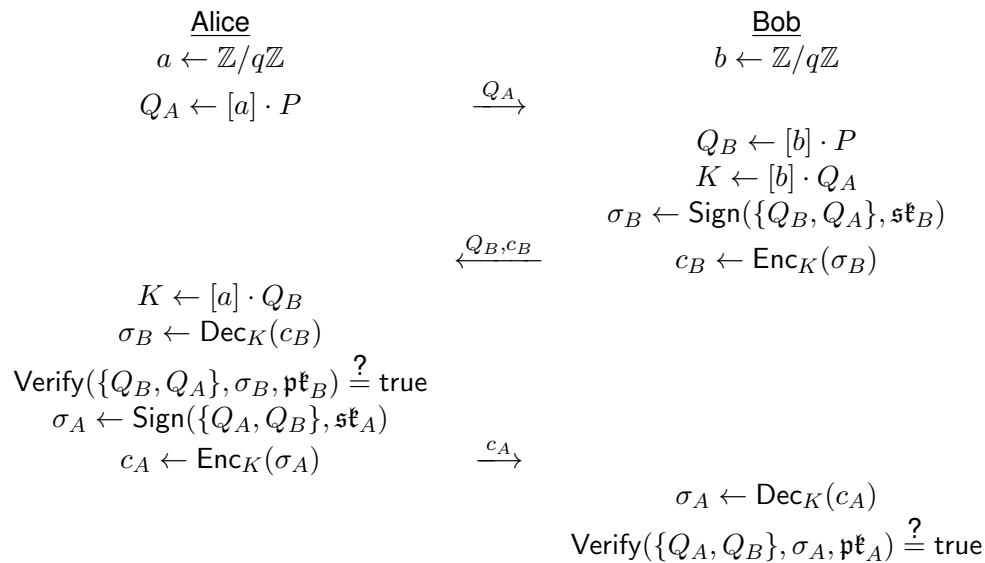 Alice Bob
a ← ℤ/qℤ b ← ℤ/qℤ
Q_A ← [a] · P Q_A ⟶
Q_B ← [b] · P
K ← [b] · Q_A
σ_B ← Sign({Q_B, Q_A}, 𝔰𝔨_B)
Q_B,c_B ⟵ c_B ← Enc_K(σ_B)
K ← [a] · Q_B
σ_B ← Dec_K(c_B)
Verify({Q_B, Q_A}, σ_B, 𝔭𝔨_B) ≟ true
σ_A ← Sign({Q_A, Q_B}, 𝔰𝔨_A)
c_A ← Enc_K(σ_A) c_A ⟶
σ_A ← Dec_K(c_A)
Verify({Q_A, Q_B}, σ_A, 𝔭𝔨_A) ≟ true